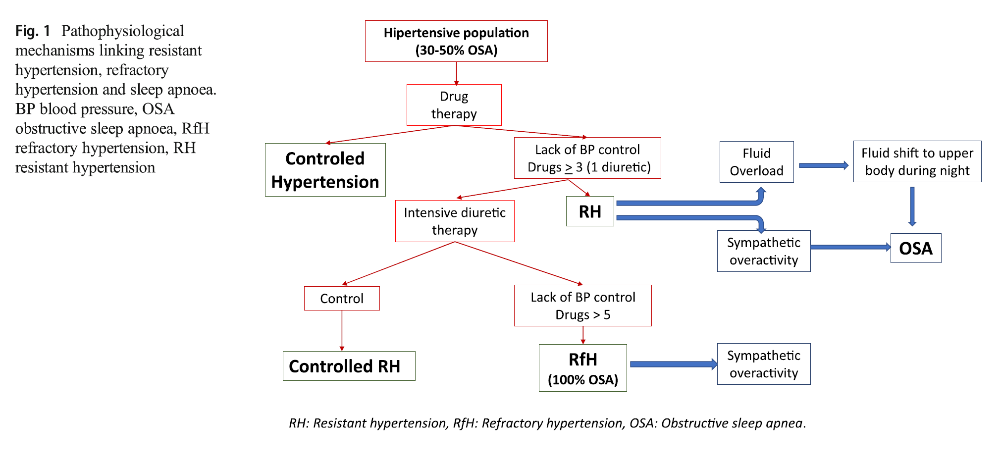 Fig. 1 Pathophysiological
mechanisms linking resistant
hypertension, refractory
hypertension and sleep apnoea.
BP blood pressure, OSA
obstructive sleep apnoea, RfH
refractory hypertension, RH
resistant hypertension
Hipertensive population
(30-50% OSA)
Drug
therapy
Controled
Hypertension
Lack of BP control
Drugs ≥ 3 (1 diuretic)
Fluid
Overload
Fluid shift to upper
body during night
Intensive diuretic
therapy
RH
Sympathetic
overactivity
OSA
Control
Lack of BP control
Drugs > 5
Controlled RH
RfH
(100% OSA)
Sympathetic
overactivity
RH: Resistant hypertension, RfH: Refractory hypertension, OSA: Obstructive sleep apnea.